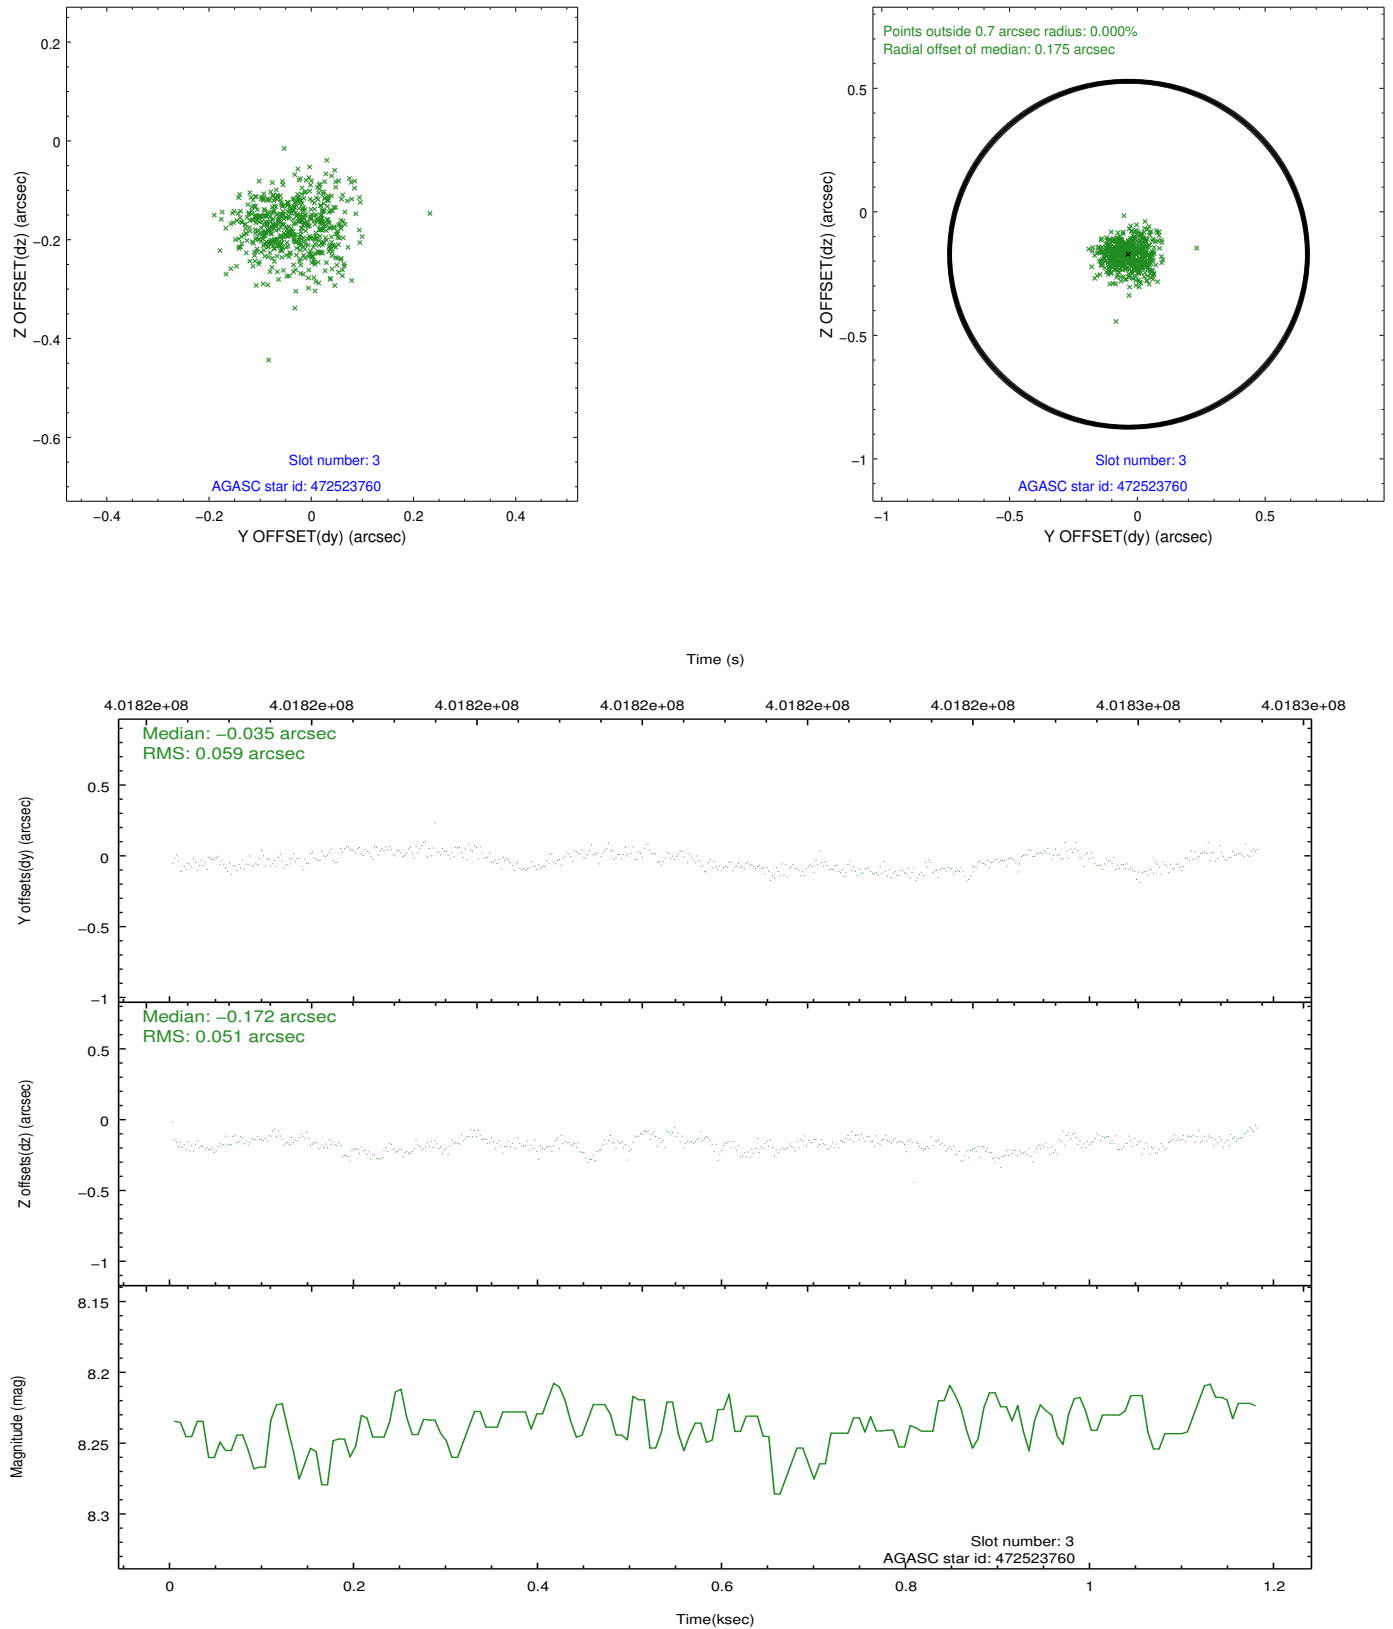 0.2
0
−0.2
−0.4
−0.6
Z OFFSET(dz) (arcsec)
Slot number: 3
AGASC star id: 472523760
−0.4
−0.2
0
0.2
0.4
Y OFFSET(dy) (arcsec)
Points outside 0.7 arcsec radius: 0.000%
Radial offset of median: 0.175 arcsec
0.5
0
−0.5
−1
Z OFFSET(dz) (arcsec)
Slot number: 3
AGASC star id: 472523760
−1
−0.5
0
0.5
Y OFFSET(dy) (arcsec)
Time (s)
4.0182e+08
4.0182e+08
4.0182e+08
4.0182e+08
4.0182e+08
4.0182e+08
4.0183e+08
4.0183e+08
Median: −0.035 arcsec
RMS: 0.059 arcsec
0.5
0
−0.5
−1
Y offsets(dy) (arcsec)
Median: −0.172 arcsec
RMS: 0.051 arcsec
0.5
0
−0.5
−1
Z offsets(dz) (arcsec)
8.15
8.2
8.25
8.3
Magnitude (mag)
Slot number: 3
AGASC star id: 472523760
0
0.2
0.4
0.6
0.8
1
1.2
Time(ksec)